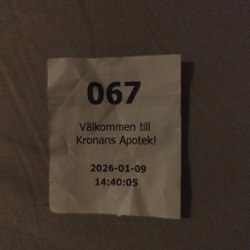 067
Välkommen till
Kronans Apotek!
2026-01-09
14:40:05